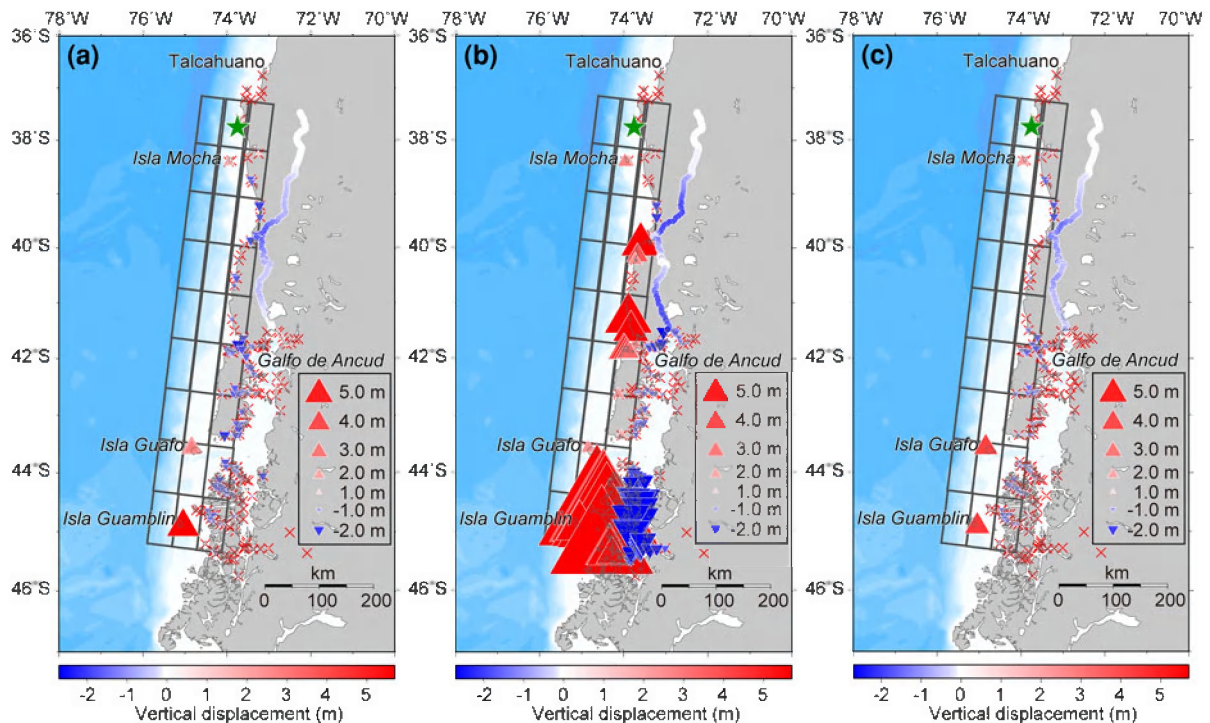 78°W 76°W 74°W 72°W 70°W
36°S
38°S
40°S
42°S
44°S
46°S
(a)
Talcahuano
Isla Mocha
Galfo de Ancud
Isla Guafo
Isla Guamblin
5.0 m
4.0 m
3.0 m
2.0 m
1.0 m
-1.0 m
-2.0 m
km
0 100 200
-2 -1 0 1 2 3 4 5
Vertical displacement (m)
78°W 76°W 74°W 72°W 70°W
36°S
38°S
40°S
42°S
44°S
46°S
(b)
Talcahuano
Isla Mocha
Galfo de Ancud
Isla Guafo
Isla Guamblin
5.0 m
4.0 m
3.0 m
2.0 m
1.0 m
-1.0 m
-2.0 m
km
0 100 200
-2 -1 0 1 2 3 4 5
Vertical displacement (m)
78°W 76°W 74°W 72°W 70°W
36°S
38°S
40°S
42°S
44°S
46°S
(c)
Talcahuano
Isla Mocha
Galfo de Ancud
Isla Guafo
Isla Guamblin
5.0 m
4.0 m
3.0 m
2.0 m
1.0 m
-1.0 m
-2.0 m
km
0 100 200
-2 -1 0 1 2 3 4 5
Vertical displacement (m)